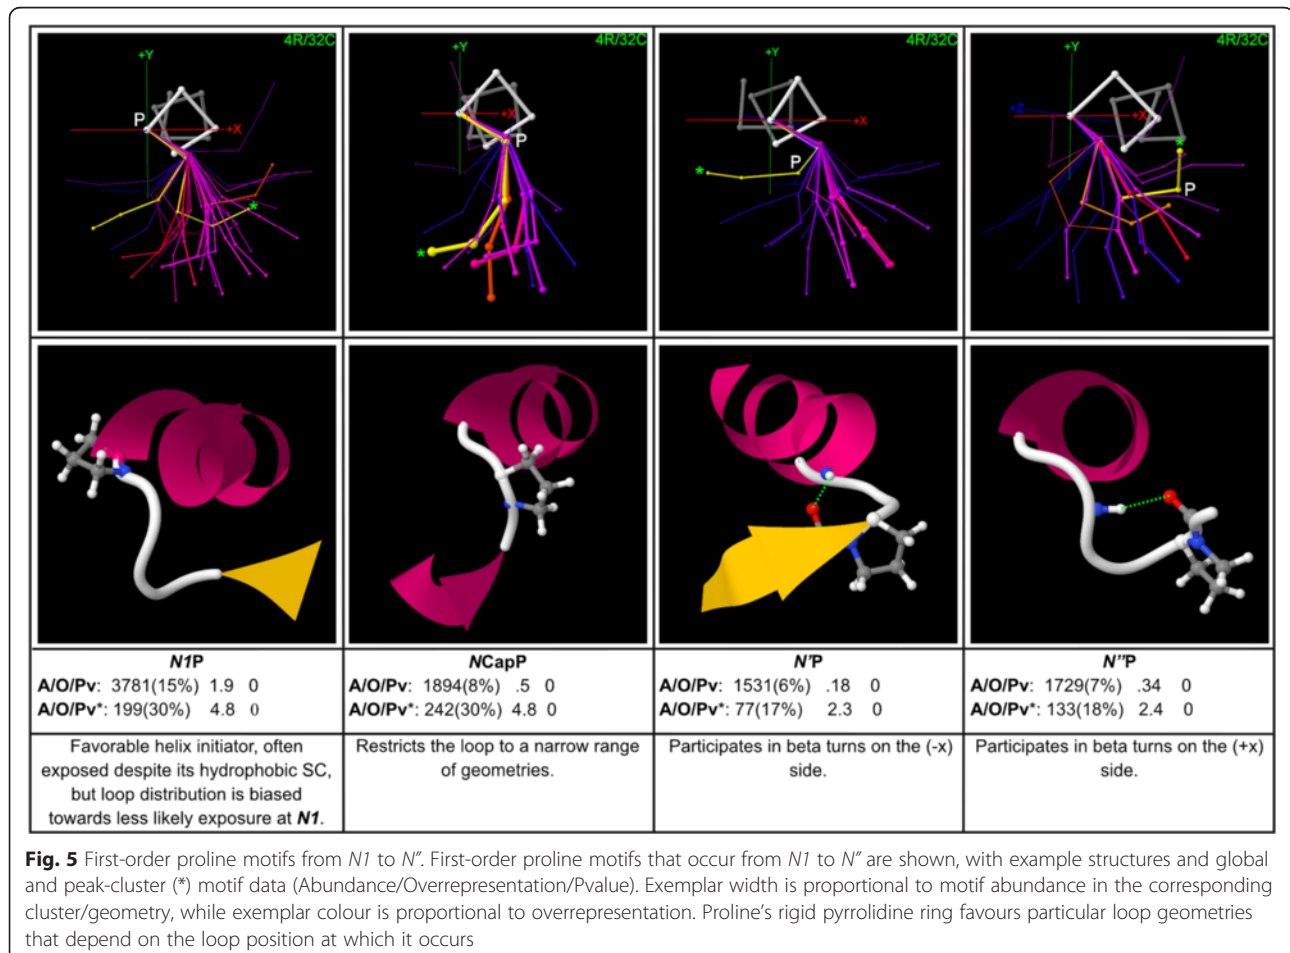 4R/32C
+Y
P
+X
*
4R/32C
+Y
+X
P
*
4R/32C
+Y
+X
P
*
4R/32C
+Y
+Z
+X
*
P
N1P
A/O/Pv: 3781(15%) 1.9 0
A/O/Pv*: 199(30%) 4.8 0
NCapP
A/O/Pv: 1894(8%) .5 0
A/O/Pv*: 242(30%) 4.8 0
N'P
A/O/Pv: 1531(6%) .18 0
A/O/Pv*: 77(17%) 2.3 0
N"P
A/O/Pv: 1729(7%) .34 0
A/O/Pv*: 133(18%) 2.4 0
Favorable helix initiator, often
exposed despite its hydrophobic SC,
but loop distribution is biased
towards less likely exposure at N1.
Restricts the loop to a narrow range
of geometries.
Participates in beta turns on the (-x)
side.
Participates in beta turns on the (+x)
side.
Fig. 5 First-order proline motifs from N1 to N". First-order proline motifs that occur from N1 to N" are shown, with example structures and global
and peak-cluster (*) motif data (Abundance/Overrepresentation/Pvalue). Exemplar width is proportional to motif abundance in the corresponding
cluster/geometry, while exemplar colour is proportional to overrepresentation. Proline's rigid pyrrolidine ring favours particular loop geometries
that depend on the loop position at which it occurs